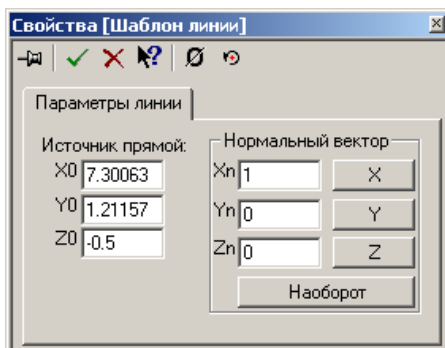 Свойства [Шаблон линии]
Параметры линии
Источник прямой:
X0 7.30063
Y0 1.21157
Z0 -0.5
Нормальный вектор
Xn 1 X
Yn 0 Y
Zn 0 Z
Наоборот